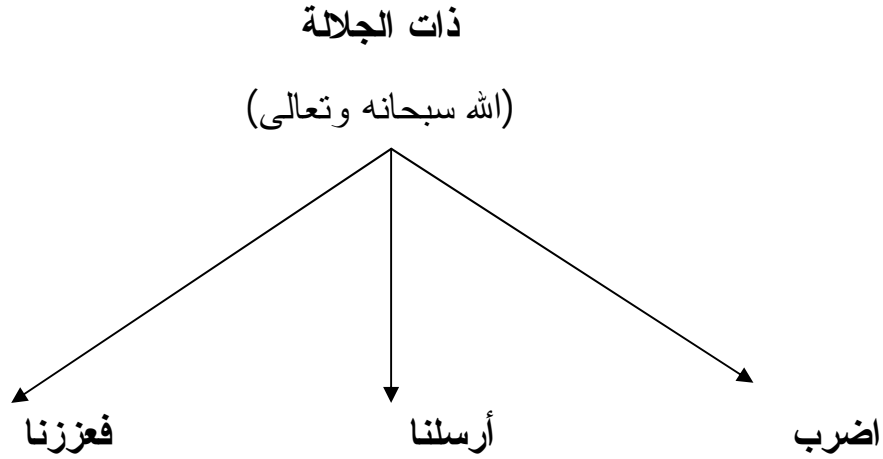 ذات الجلالة
(الله سبحانه وتعالى)
اضرب أرسلنا فعززنا